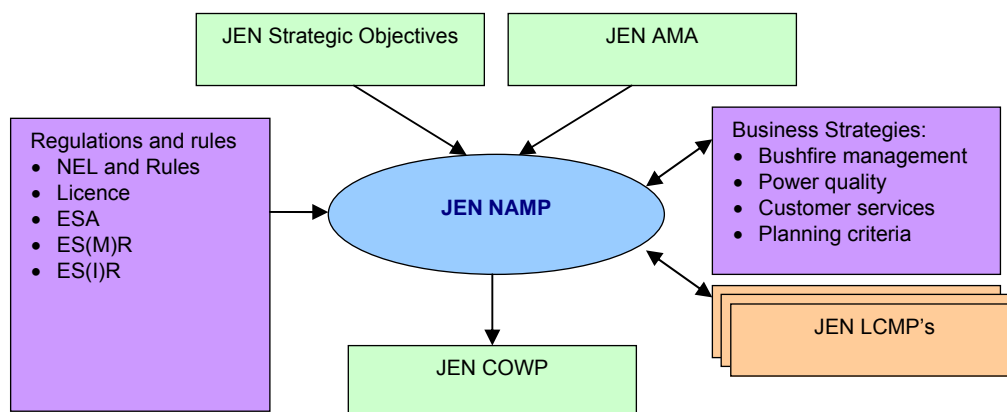 JEN Strategic Objectives
JEN AMA
Regulations and rules
• NEL and Rules
• Licence
• ESA
• ES(M)R
• ES(I)R
JEN NAMP
Business Strategies:
• Bushfire management
• Power quality
• Customer services
• Planning criteria
JEN LCMP's
JEN COWP